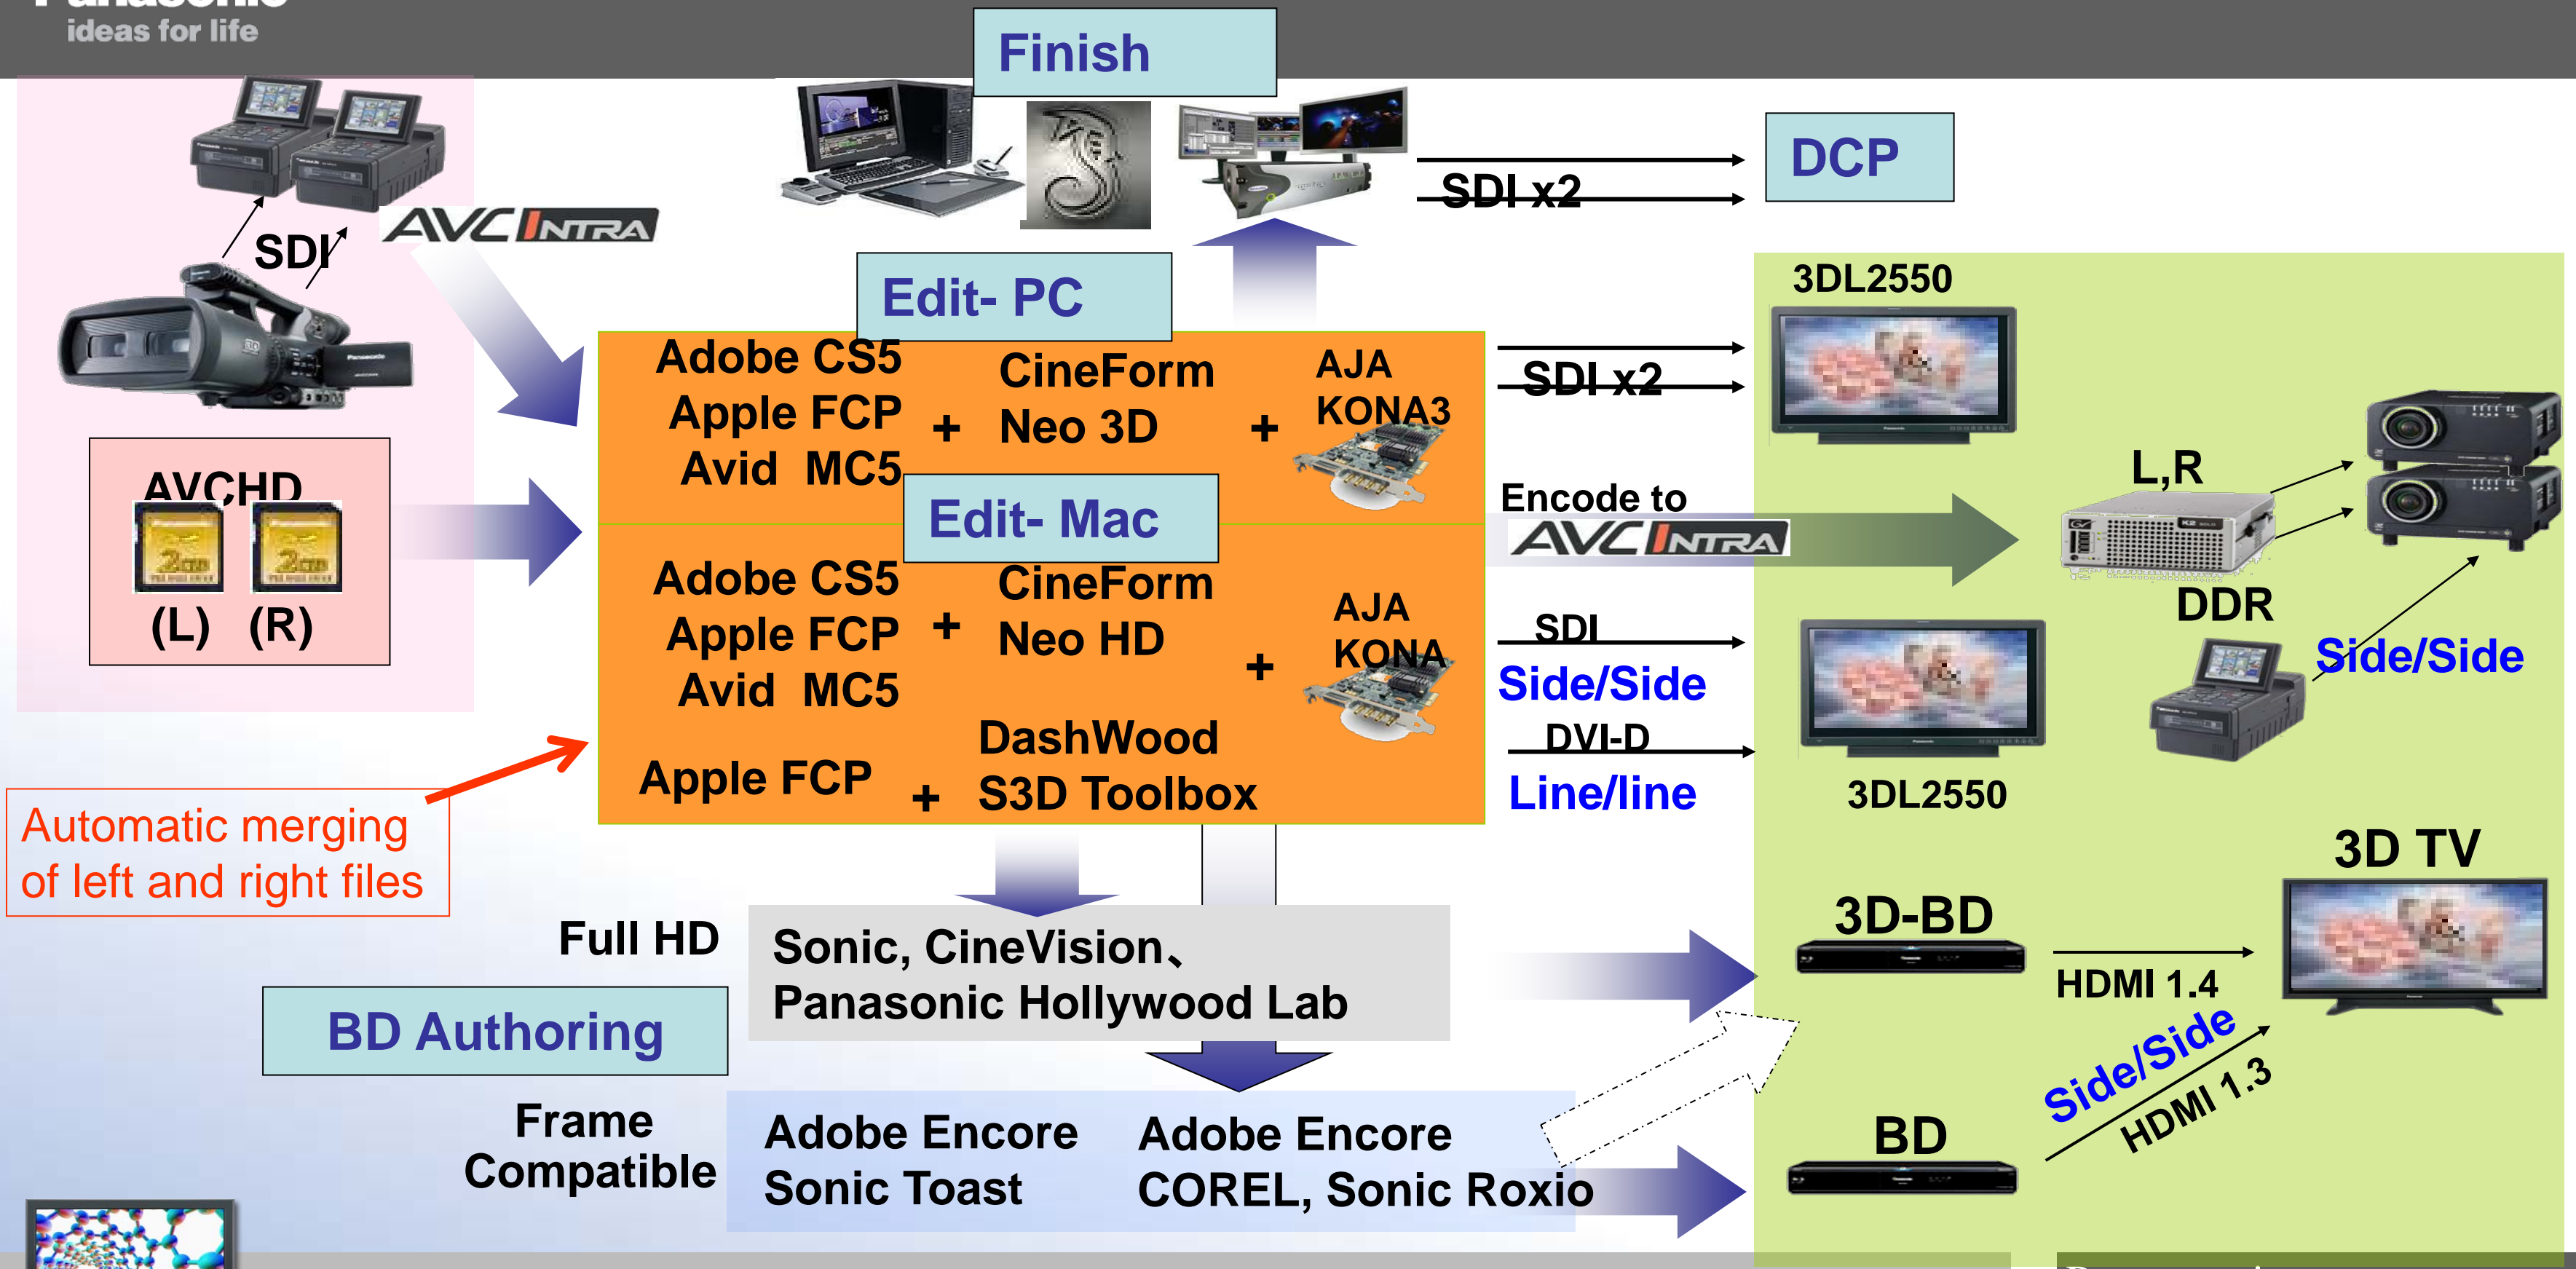 Panasonic
ideas for life
Finish
DCP
SDI x2
SDI
AVC INTRA
Edit- PC
Adobe CS5
Apple FCP
Avid MC5
+
CineForm
Neo 3D
+
AJA
KONA3
SDI x2
3DL2550
AVCHD
(L) (R)
Edit- Mac
Adobe CS5
Apple FCP
Avid MC5
+
CineForm
Neo HD
+
AJA
KONA
Apple FCP
+
DashWood
S3D Toolbox
Encode to
AVC INTRA
L,R
K2
DDR
Side/Side
SDI
Side/Side
DVI-D
Line/line
3DL2550
Automatic merging
of left and right files
Full HD
Sonic, CineVision、
Panasonic Hollywood Lab
BD Authoring
Frame
Compatible
Adobe Encore
Sonic Toast
Adobe Encore
COREL, Sonic Roxio
3D TV
3D-BD
HDMI 1.4
Side/Side
HDMI 1.3
BD